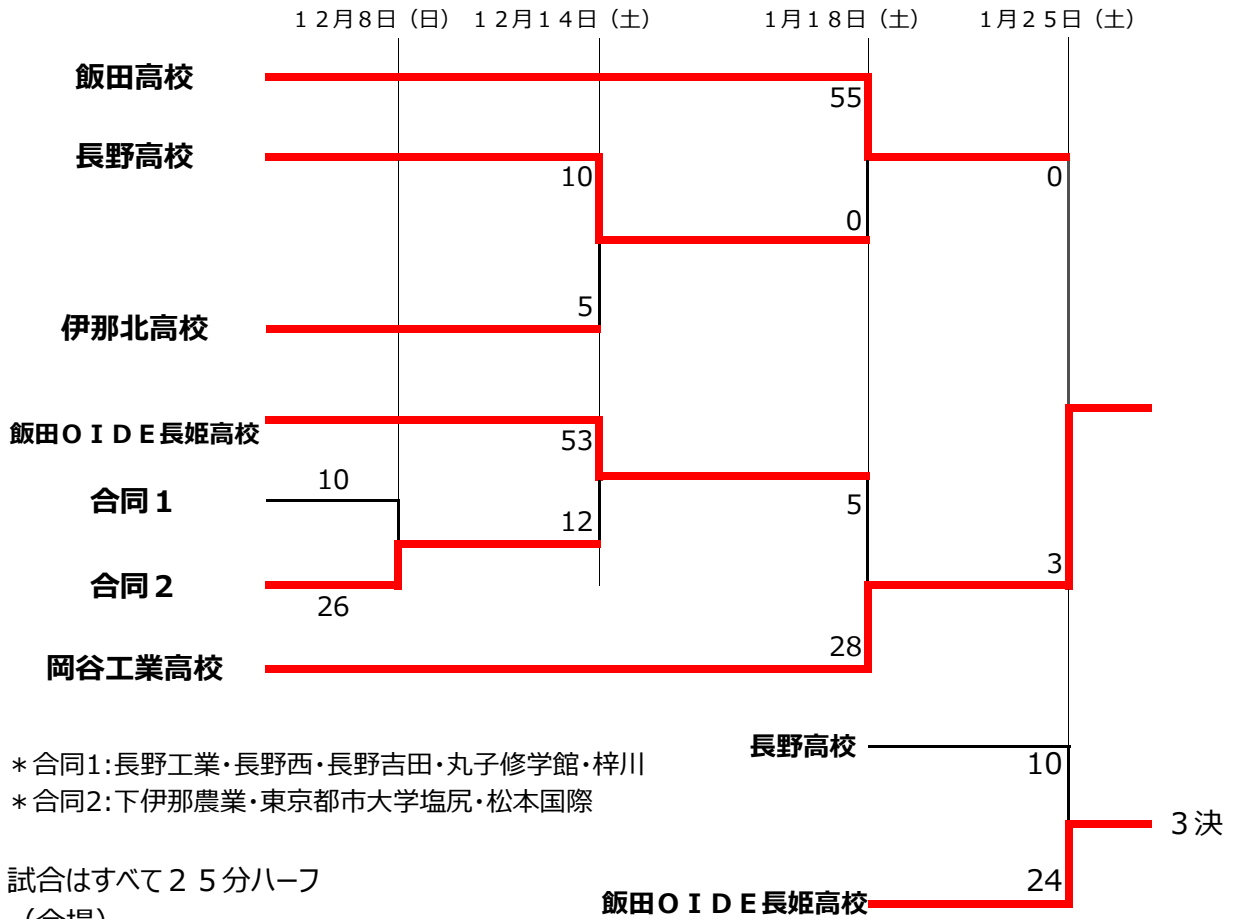 １２月８日（日） １２月１４日（土） １月１８日（土） １月２５日（土）
飯田高校
55
長野高校
10
0
0
5
伊那北高校
飯田ＯＩＤＥ長姫高校
53
10
合同１
5
12
3
合同２
26
28
岡谷工業高校
長野高校
10
＊合同1:長野工業・長野西・長野吉田・丸子修学館・梓川
＊合同2:下伊那農業・東京都市大学塩尻・松本国際
３決
試合はすべて２５分ハーフ
24
飯田ＯＩＤＥ長姫高校